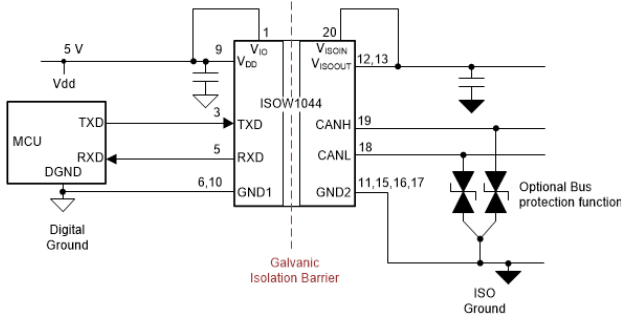 1
20
5 V
9
VIO
VISOIN
12,13
VDD
VISOOUT
Vdd
ISOW1044
TXD
3
TXD
CANH
19
MCU
RXD
5
RXD
CANL
18
DGND
6,10
GND1
GND2
11,15,16,17
Optional Bus
protection function
Digital
Ground
Galvanic
Isolation Barrier
ISO
Ground